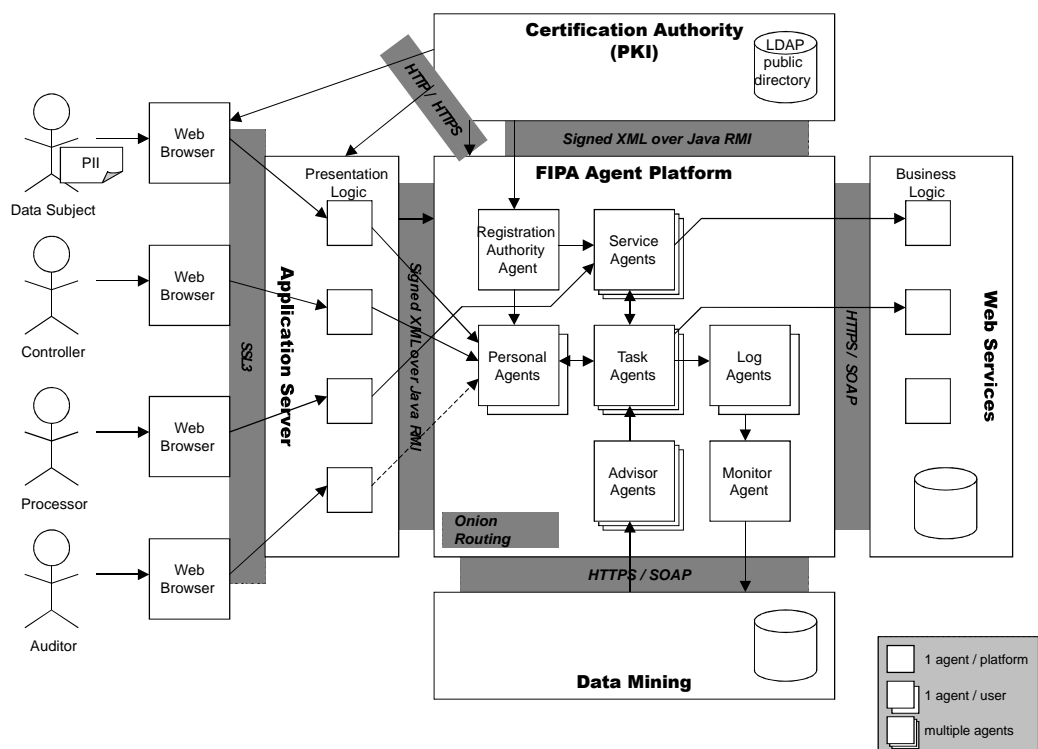 Certification Authority
(PKI)
LDAP
public
directory
HTTP / HTTPS
Signed XML over Java RMI
Web
Browser
PII
Data Subject
Presentation
Logic
FIPA Agent Platform
Business
Logic
Registration
Authority
Agent
Service
Agents
Web
Browser
Controller
SSL3
Application Server
Signed XML over Java RMI
Personal
Agents
Task
Agents
Log
Agents
HTTPS / SOAP
Web Services
Web
Browser
Processor
Advisor
Agents
Monitor
Agent
Onion
Routing
Web
Browser
Auditor
HTTPS / SOAP
Data Mining
1 agent / platform
1 agent / user
multiple agents